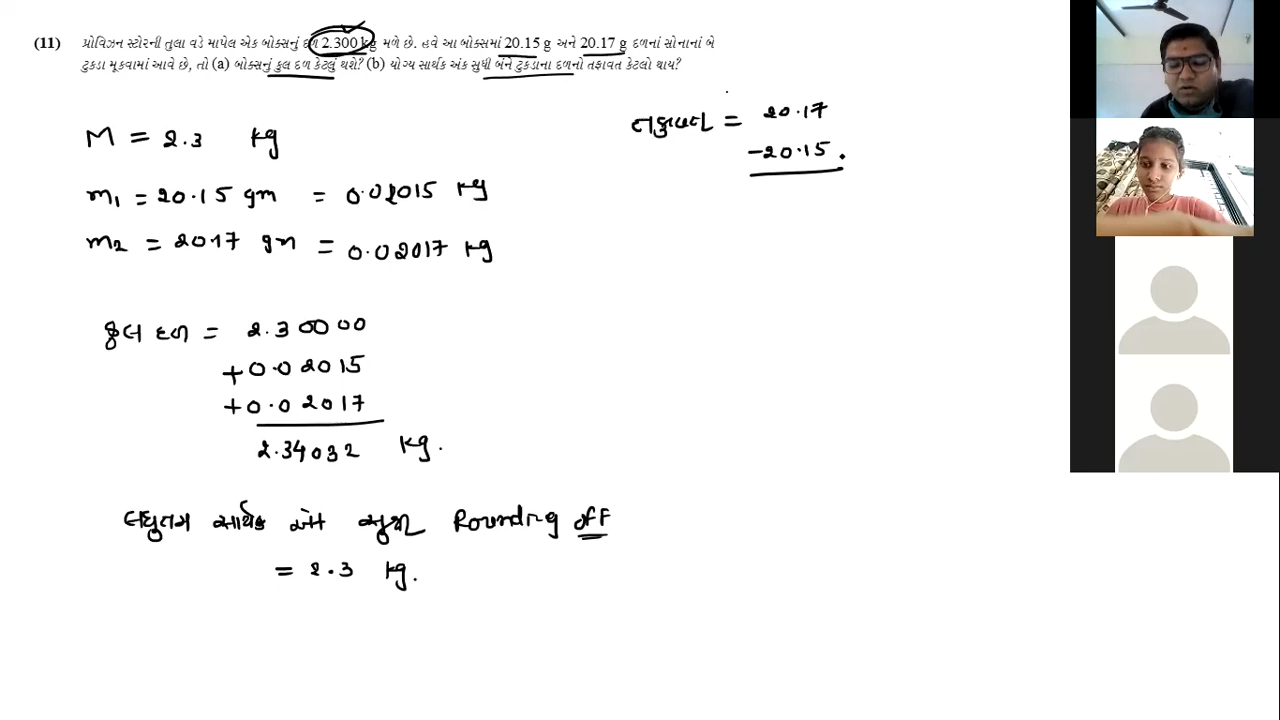 (11) પ્રોવિઝન સ્ટોરની તુલા વડે માપેલ એક બોક્સનું દળ 2.300 kg મળે છે. હવે આ બોક્સમાં 20.15 g અને 20.17 g દળનાં સોનાનાં બે
ટુકડા મૂકવામાં આવે છે, તો (a) બોક્સનું કુલ દળ કેટલું થશે? (b) યોગ્ય સાર્થક અંક સુધી બંને ટુકડાના દળનો તફાવત કેટલો થાય?
M = 2.3 kg
m1 = 20.15 gm = 0.02015 kg
m2 = 20.17 gm = 0.02017 kg
કુલ દળ = 2.30000
+0.02015
+0.02017
2.34032 kg.
લઘુતમ સાર્થક અંક મુજબ Rounding off
= 2.3 kg.
તફાવત = 20.17
-20.15